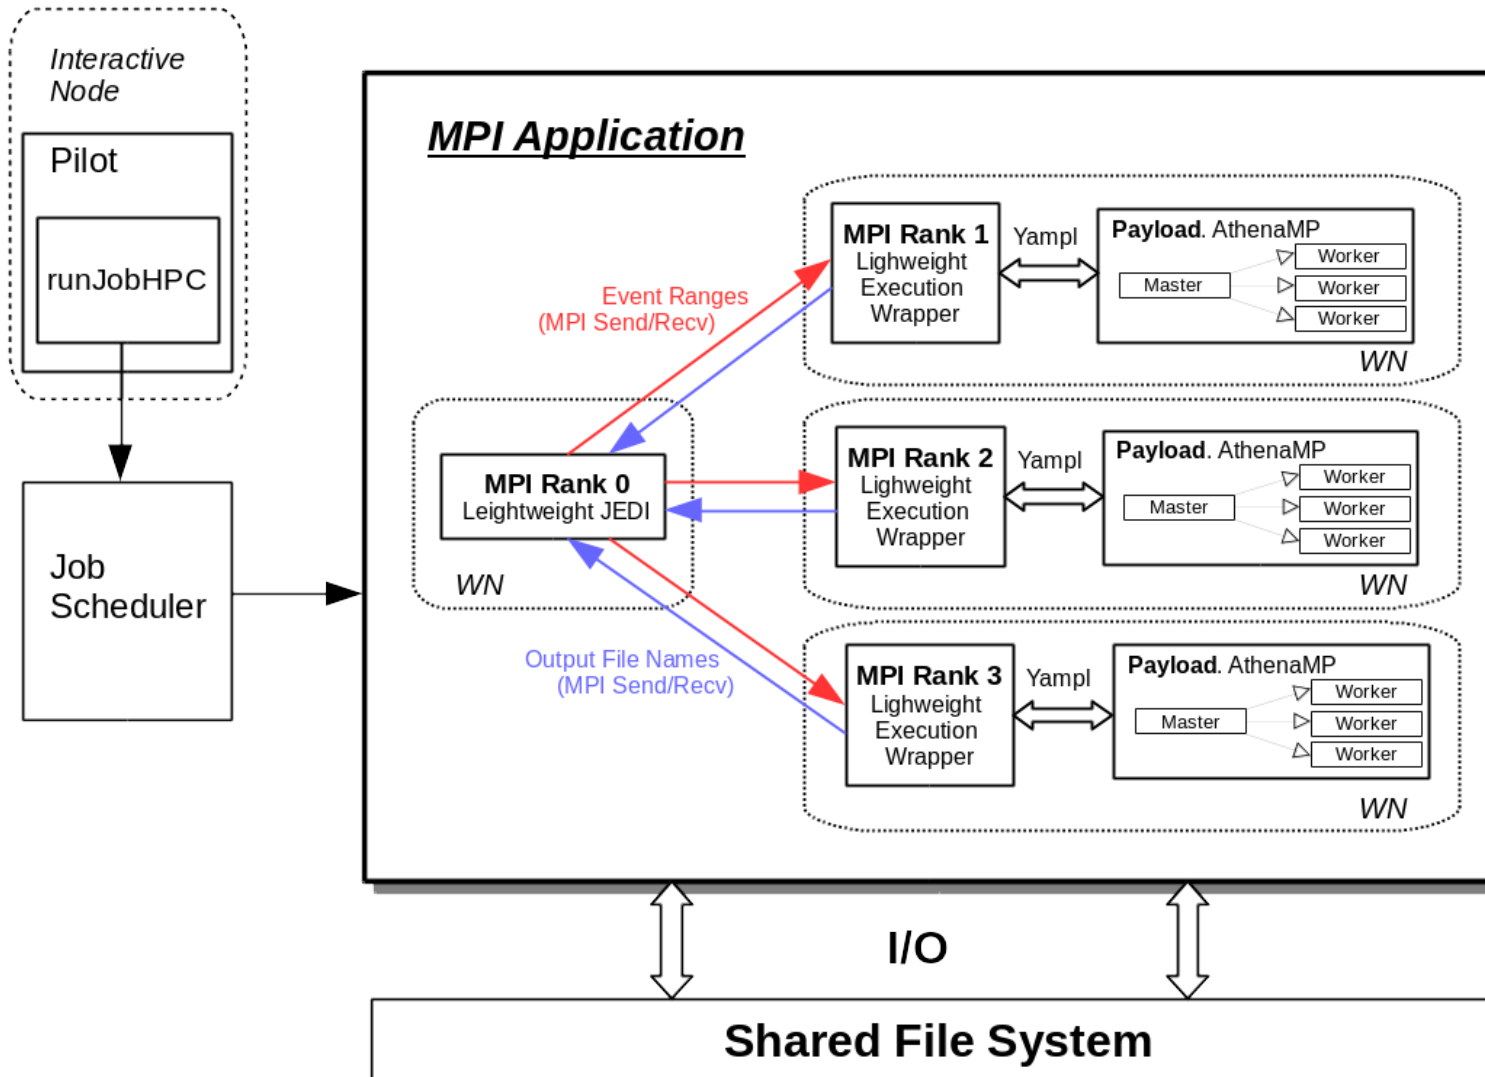 Interactive
Node
Pilot
runJobHPC
Job
Scheduler
MPI Application
Event Ranges
(MPI Send/Recv)
MPI Rank 0
Leightweight JEDI
WN
Output File Names
(MPI Send/Recv)
MPI Rank 1
Lighweight
Execution
Wrapper
Yampl
Payload. AthenaMP
Master
Worker
Worker
Worker
WN
MPI Rank 2
Lighweight
Execution
Wrapper
Yampl
Payload. AthenaMP
Master
Worker
Worker
Worker
WN
MPI Rank 3
Lighweight
Execution
Wrapper
Yampl
Payload. AthenaMP
Master
Worker
Worker
Worker
WN
I/O
Shared File System